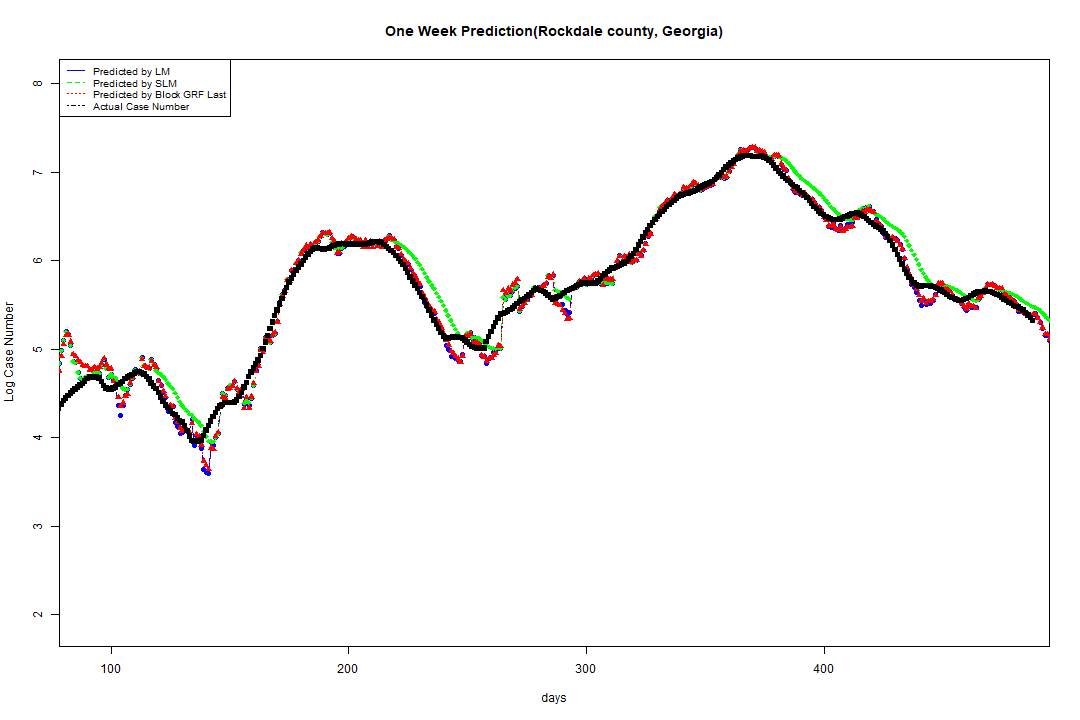 One Week Prediction(Rockdale county, Georgia)
Predicted by LM
Predicted by SLM
Predicted by Block GRF Last
Actual Case Number
8
7
6
5
4
3
2
Log Case Number
100 200 300 400
days